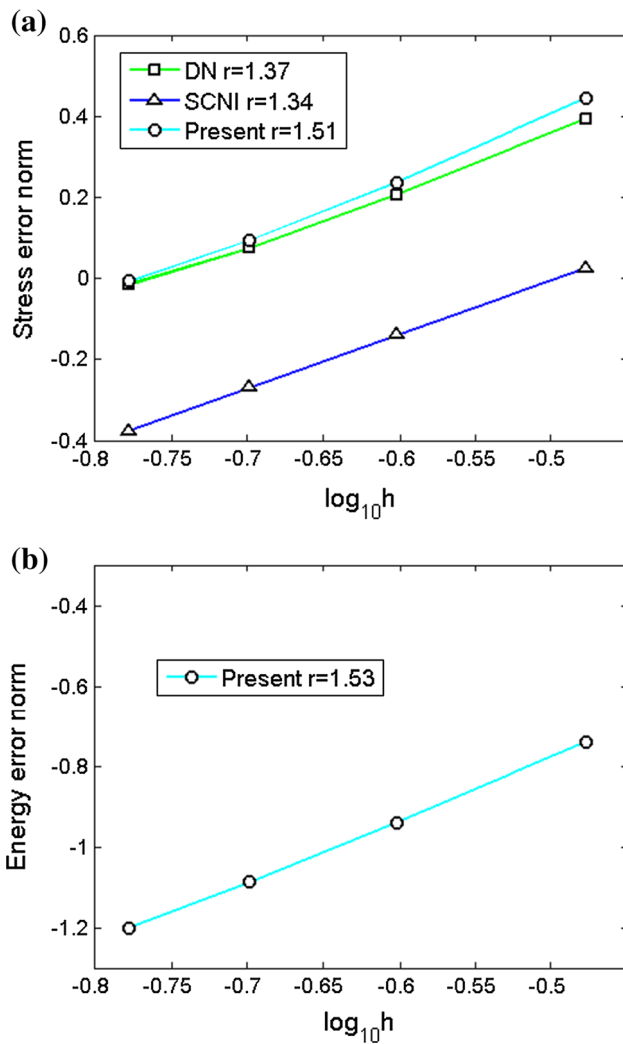 (a)
0.6
0.4
0.2
0
-0.2
-0.4
Stress error norm
DN r=1.37
SCNI r=1.34
Present r=1.51
-0.8 -0.75 -0.7 -0.65 -0.6 -0.55 -0.5
log10h
(b)
-0.4
-0.6
-0.8
-1
-1.2
Energy error norm
Present r=1.53
-0.8 -0.75 -0.7 -0.65 -0.6 -0.55 -0.5
log10h